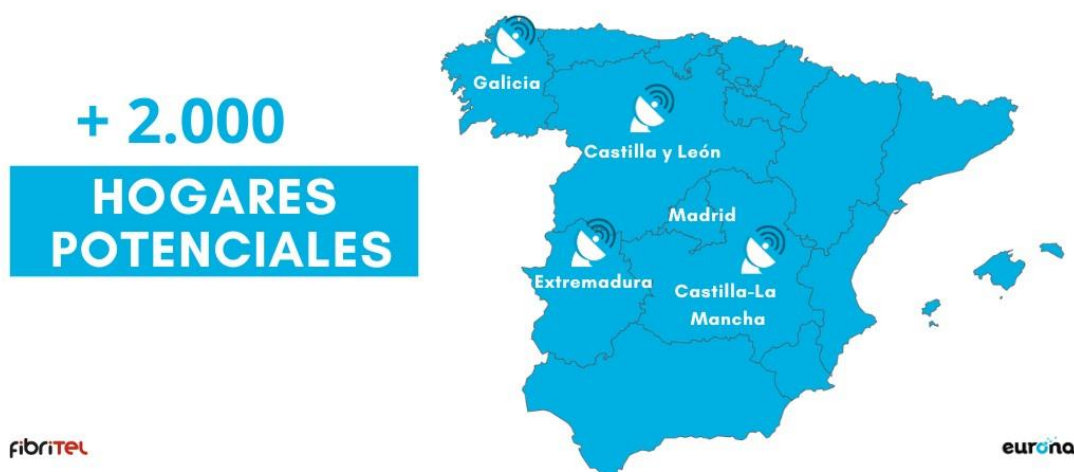 + 2.000
HOGARES
POTENCIALES
Galicia
Castilla y León
Madrid
Extremadura
Castilla-La
Mancha
fibriTEL
eurona